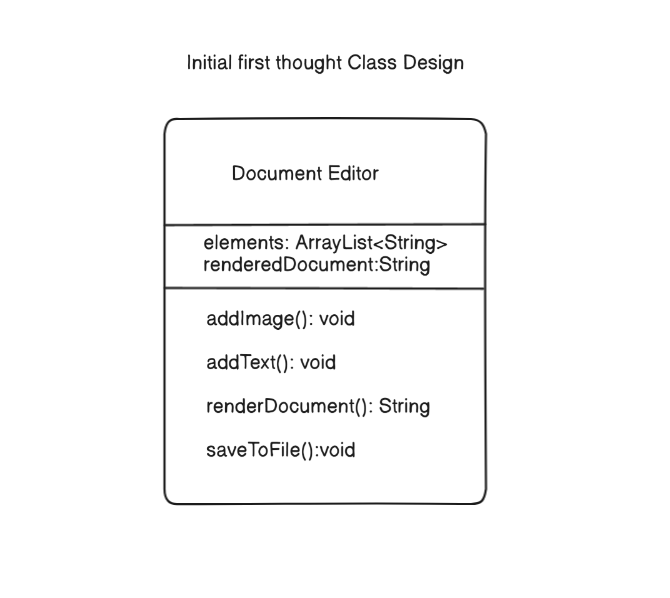 Initial first thought Class Design
Document Editor
elements: ArrayList<String>
renderedDocument:String
addImage(): void
addText(): void
renderDocument(): String
saveToFile():void